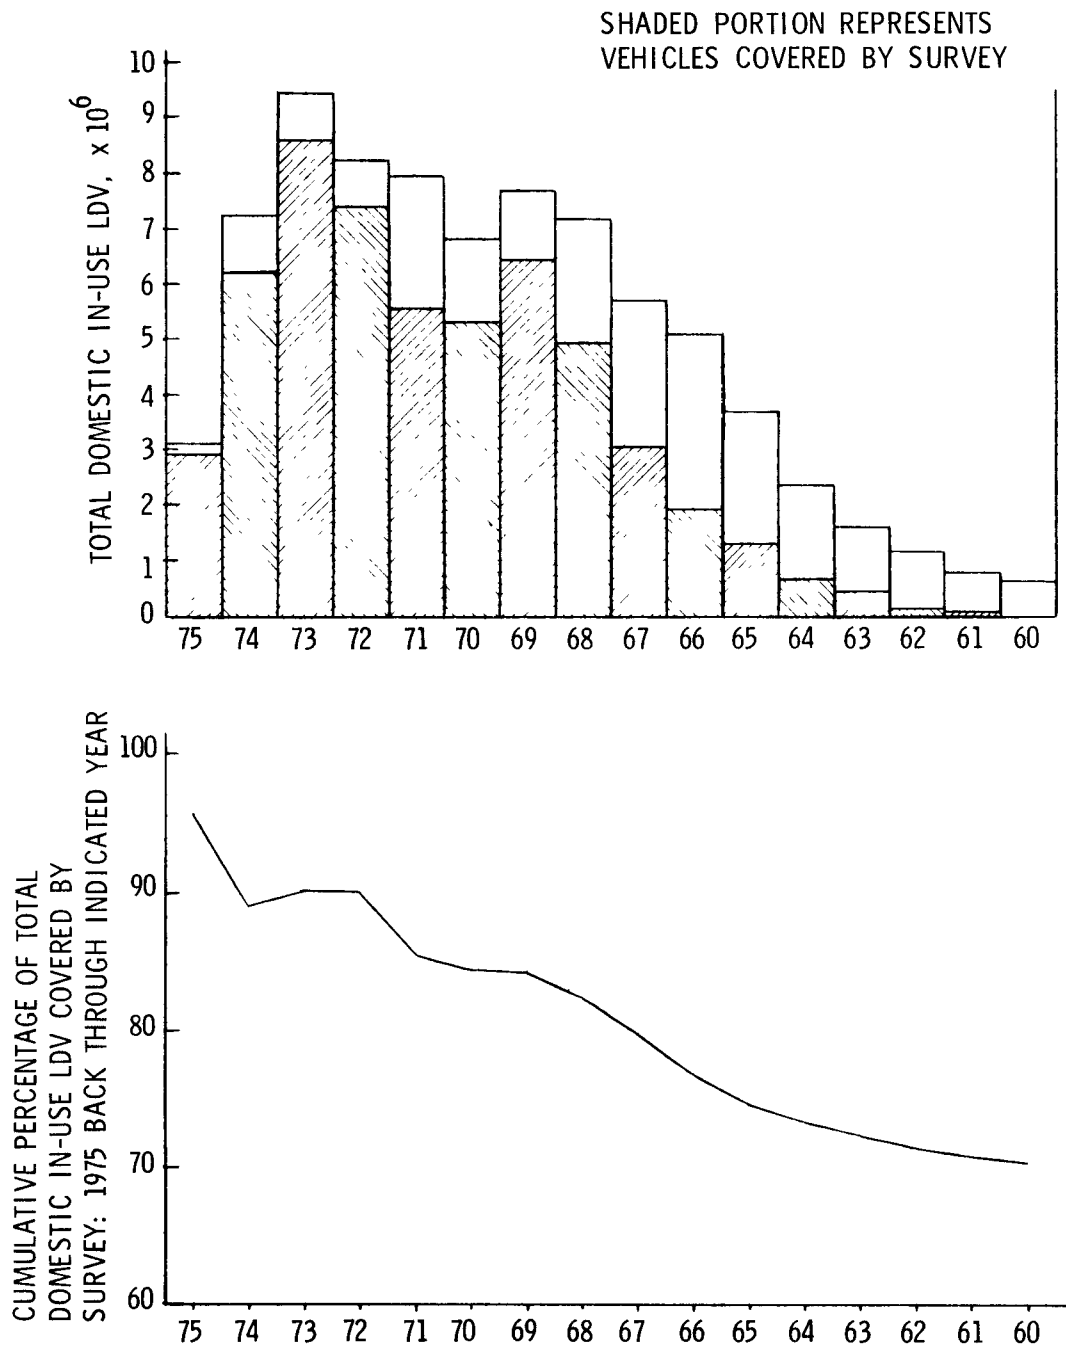 SHADED PORTION REPRESENTS
VEHICLES COVERED BY SURVEY
TOTAL DOMESTIC IN-USE LDV, x 10⁶
10
9
8
7
6
5
4
3
2
1
0
75 74 73 72 71 70 69 68 67 66 65 64 63 62 61 60
CUMULATIVE PERCENTAGE OF TOTAL
DOMESTIC IN-USE LDV COVERED BY
SURVEY: 1975 BACK THROUGH INDICATED YEAR
100
90
80
70
60
75 74 73 72 71 70 69 68 67 66 65 64 63 62 61 60